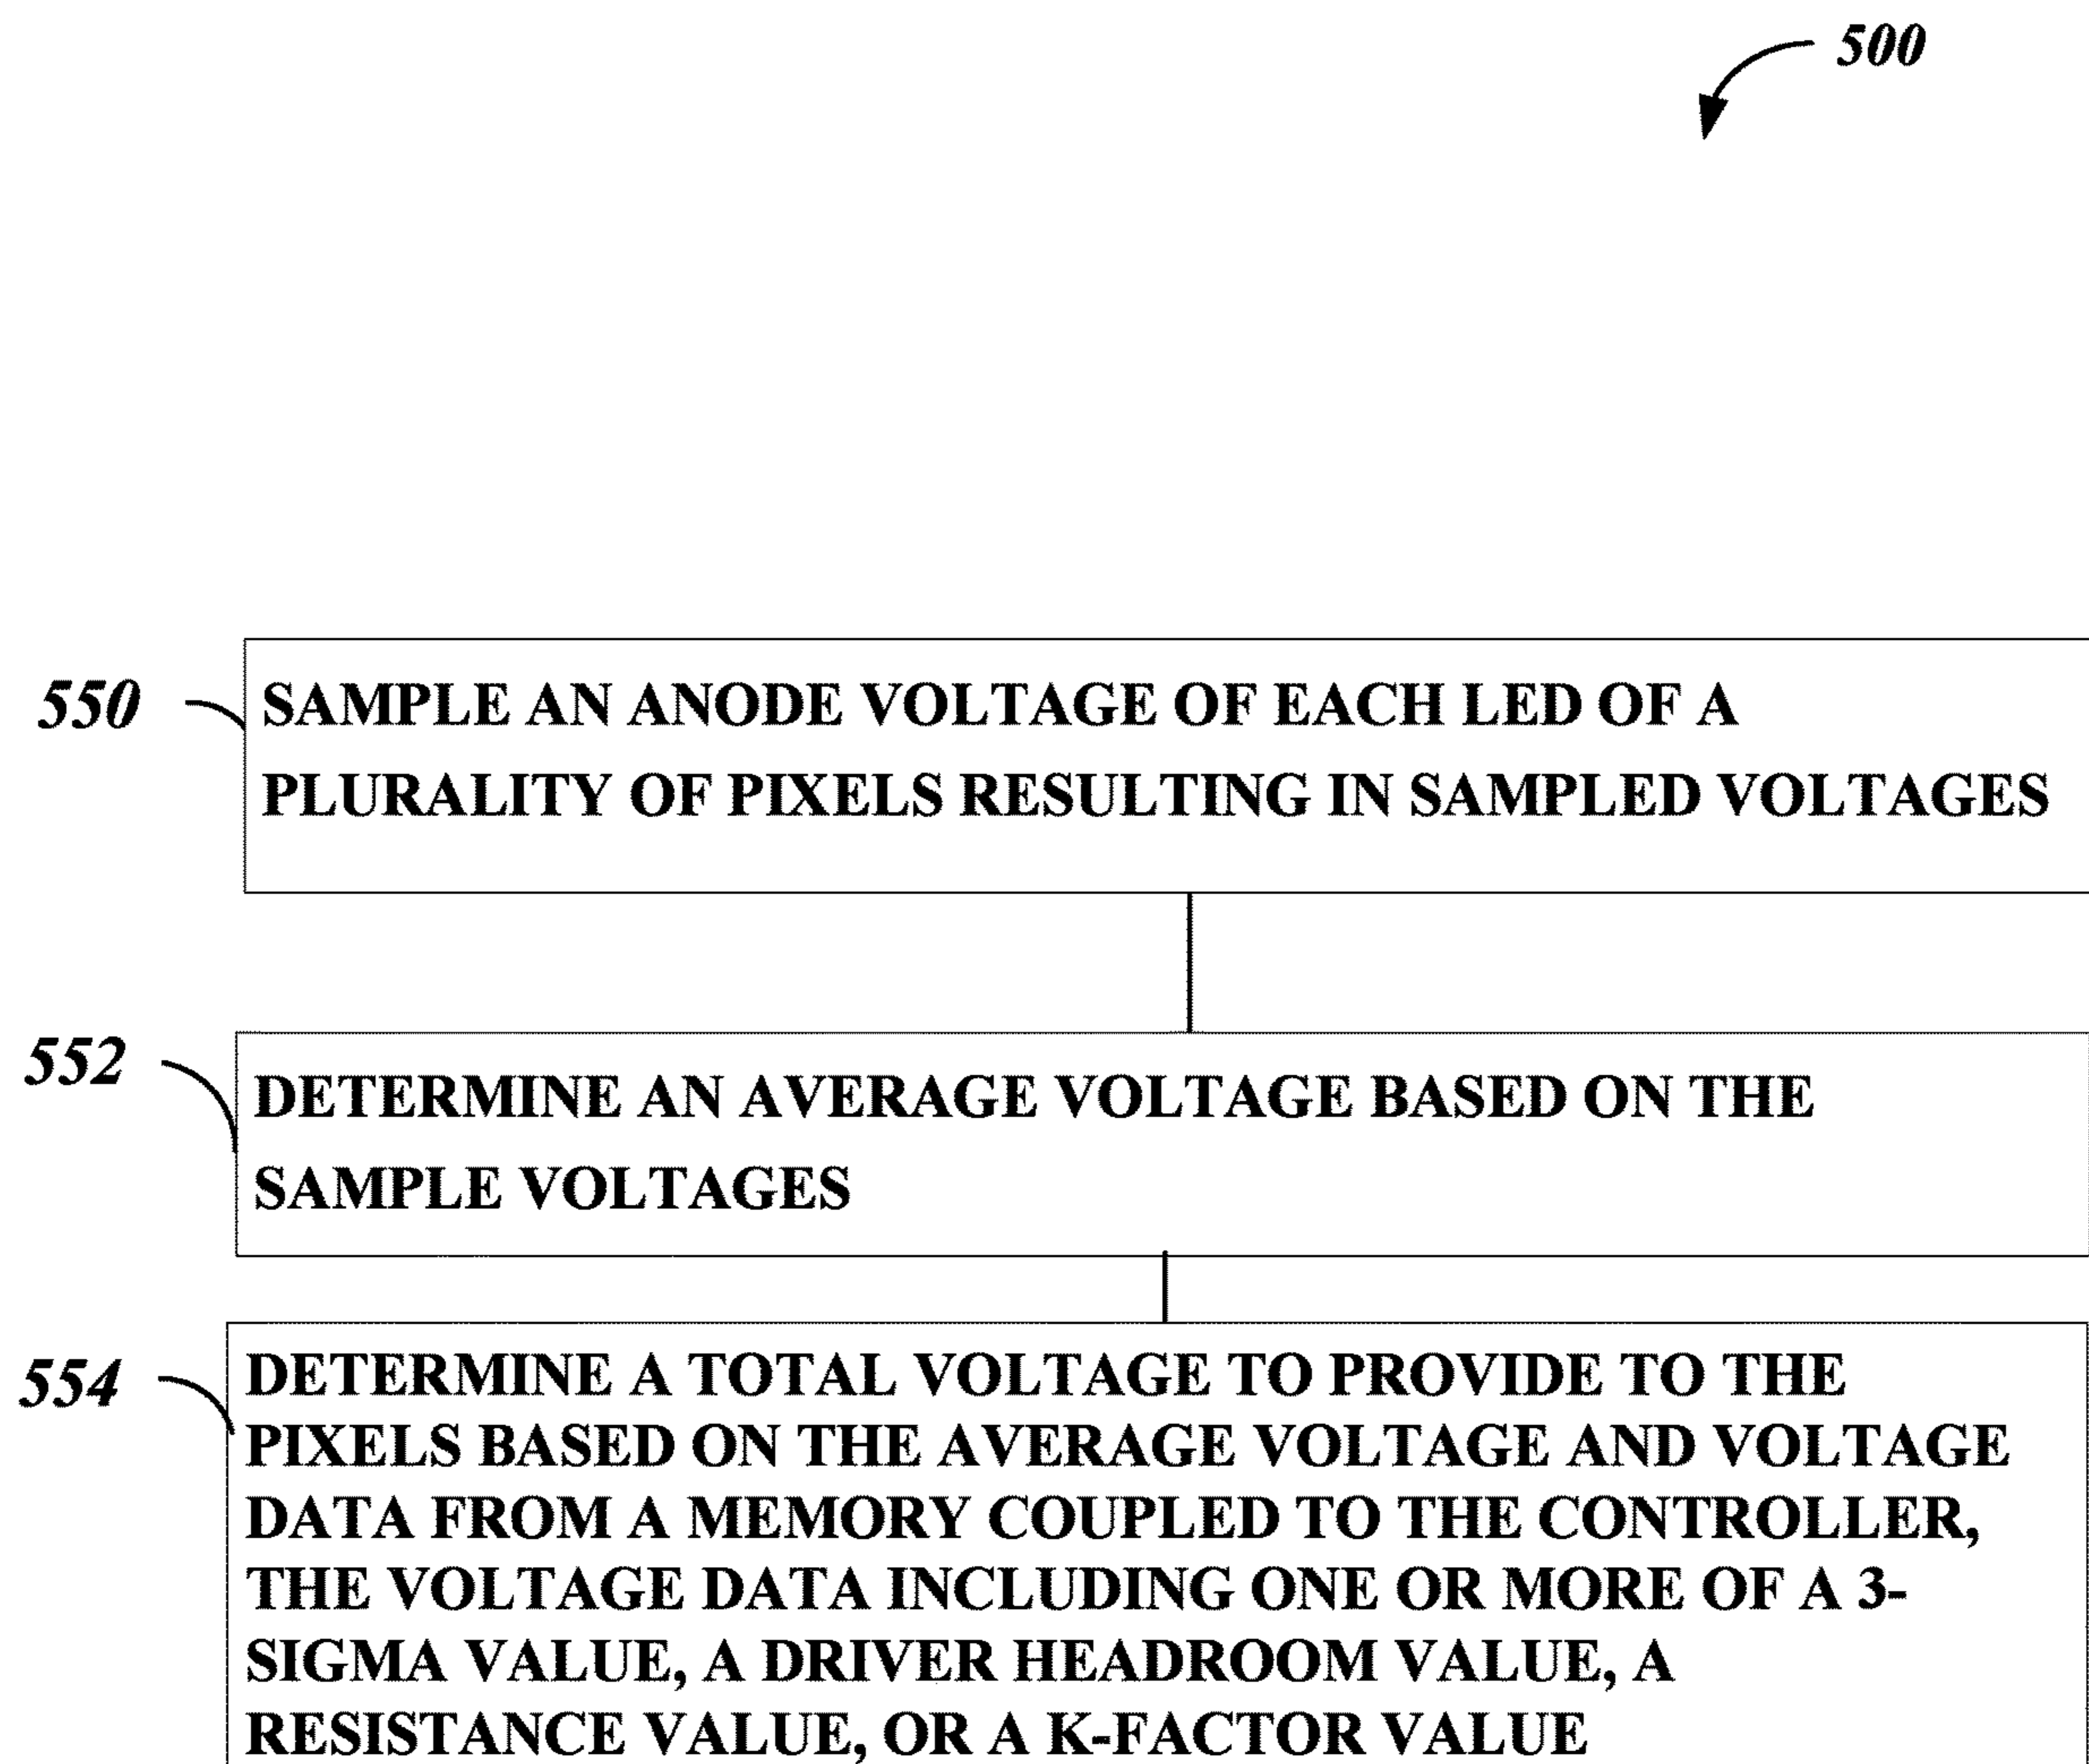 500
550
SAMPLE AN ANODE VOLTAGE OF EACH LED OF A
PLURALITY OF PIXELS RESULTING IN SAMPLED VOLTAGES
552
DETERMINE AN AVERAGE VOLTAGE BASED ON THE
SAMPLE VOLTAGES
554
DETERMINE A TOTAL VOLTAGE TO PROVIDE TO THE
PIXELS BASED ON THE AVERAGE VOLTAGE AND VOLTAGE
DATA FROM A MEMORY COUPLED TO THE CONTROLLER,
THE VOLTAGE DATA INCLUDING ONE OR MORE OF A 3-
SIGMA VALUE, A DRIVER HEADROOM VALUE, A
RESISTANCE VALUE, OR A K-FACTOR VALUE